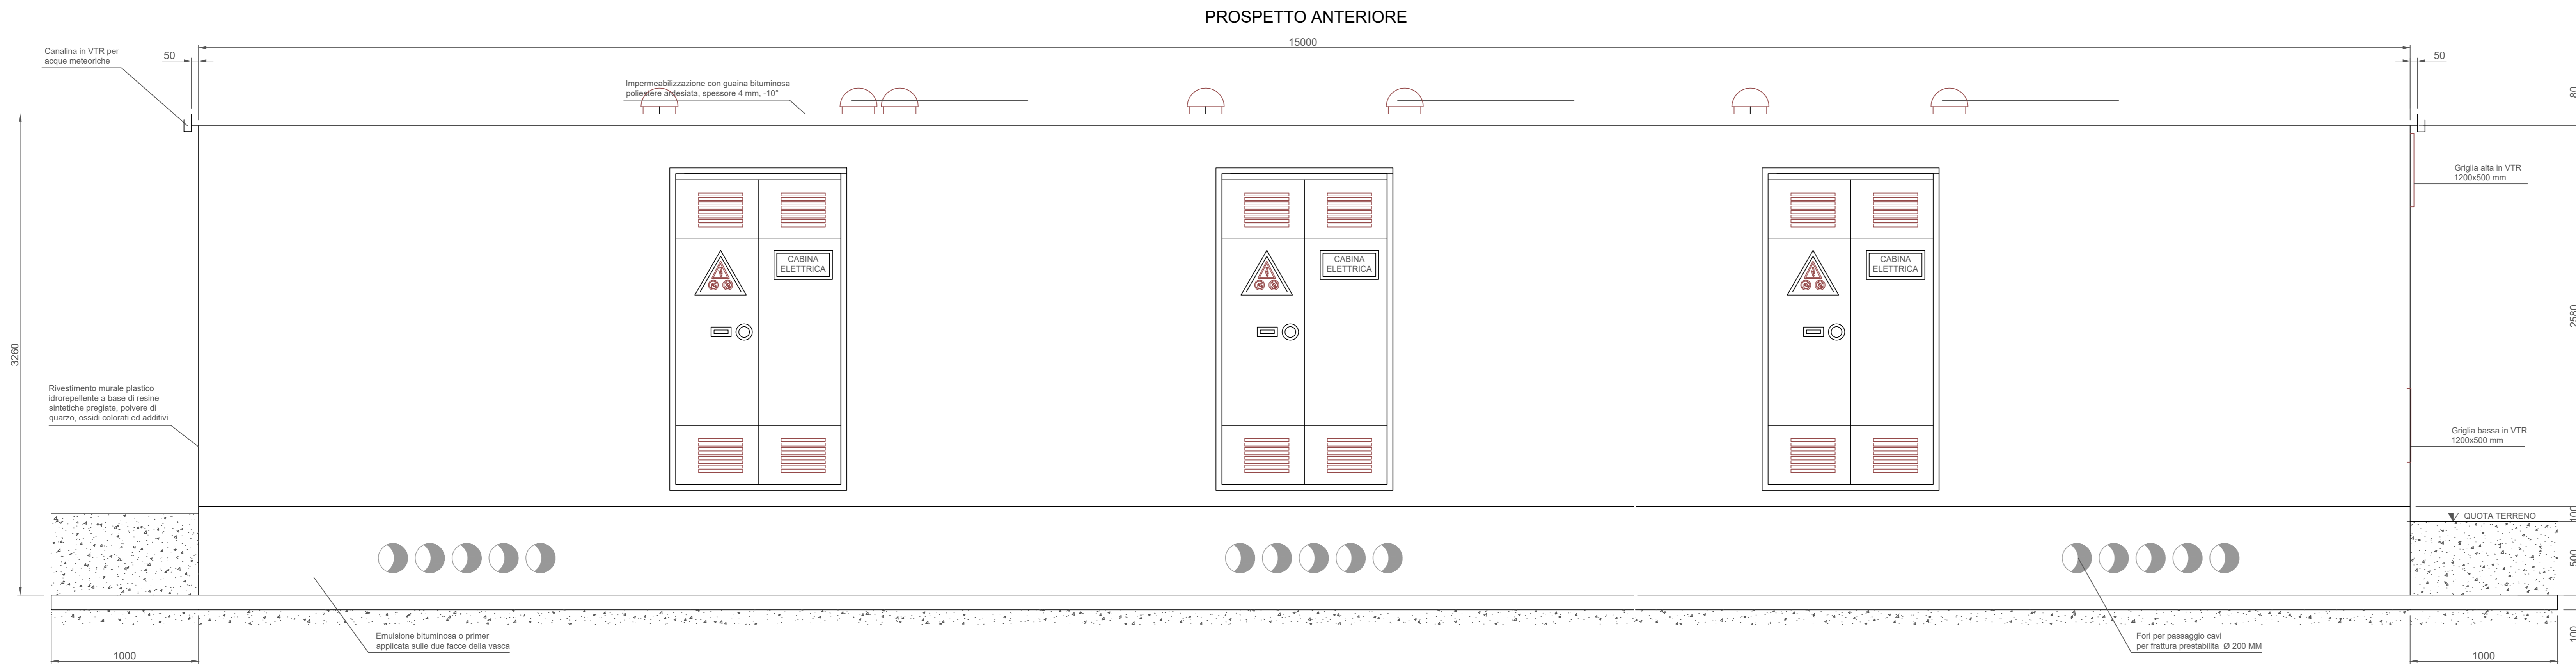 PROSPETTO ANTERIORE
15000
50
50
80
Canalina in VTR per
acque meteoriche
Impermeabilizzazione con guaina bituminosa
poliestere ardesiata, spessore 4 mm, -10°
Griglia alta in VTR
1200x500 mm
CABINA
ELETTRICA
CABINA
ELETTRICA
CABINA
ELETTRICA
2580
3260
Rivestimento murale plastico
idrorepellente a base di resine
sintetiche pregiate, polvere di
quarzo, ossidi colorati ed additivi
Griglia bassa in VTR
1200x500 mm
QUOTA TERRENO
100
500
100
Emulsione bituminosa o primer
applicata sulle due facce della vasca
Fori per passaggio cavi
per frattura prestabilita Ø 200 MM
1000
1000